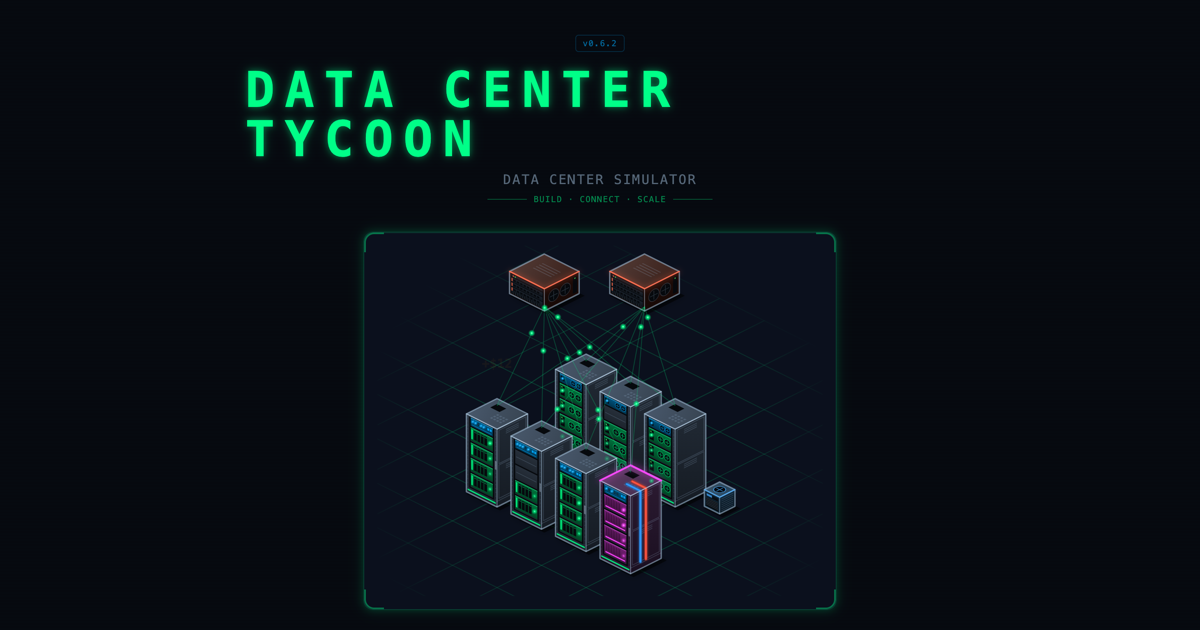 v0.6.2
DATA CENTER
TYCOON
DATA CENTER SIMULATOR
BUILD · CONNECT · SCALE